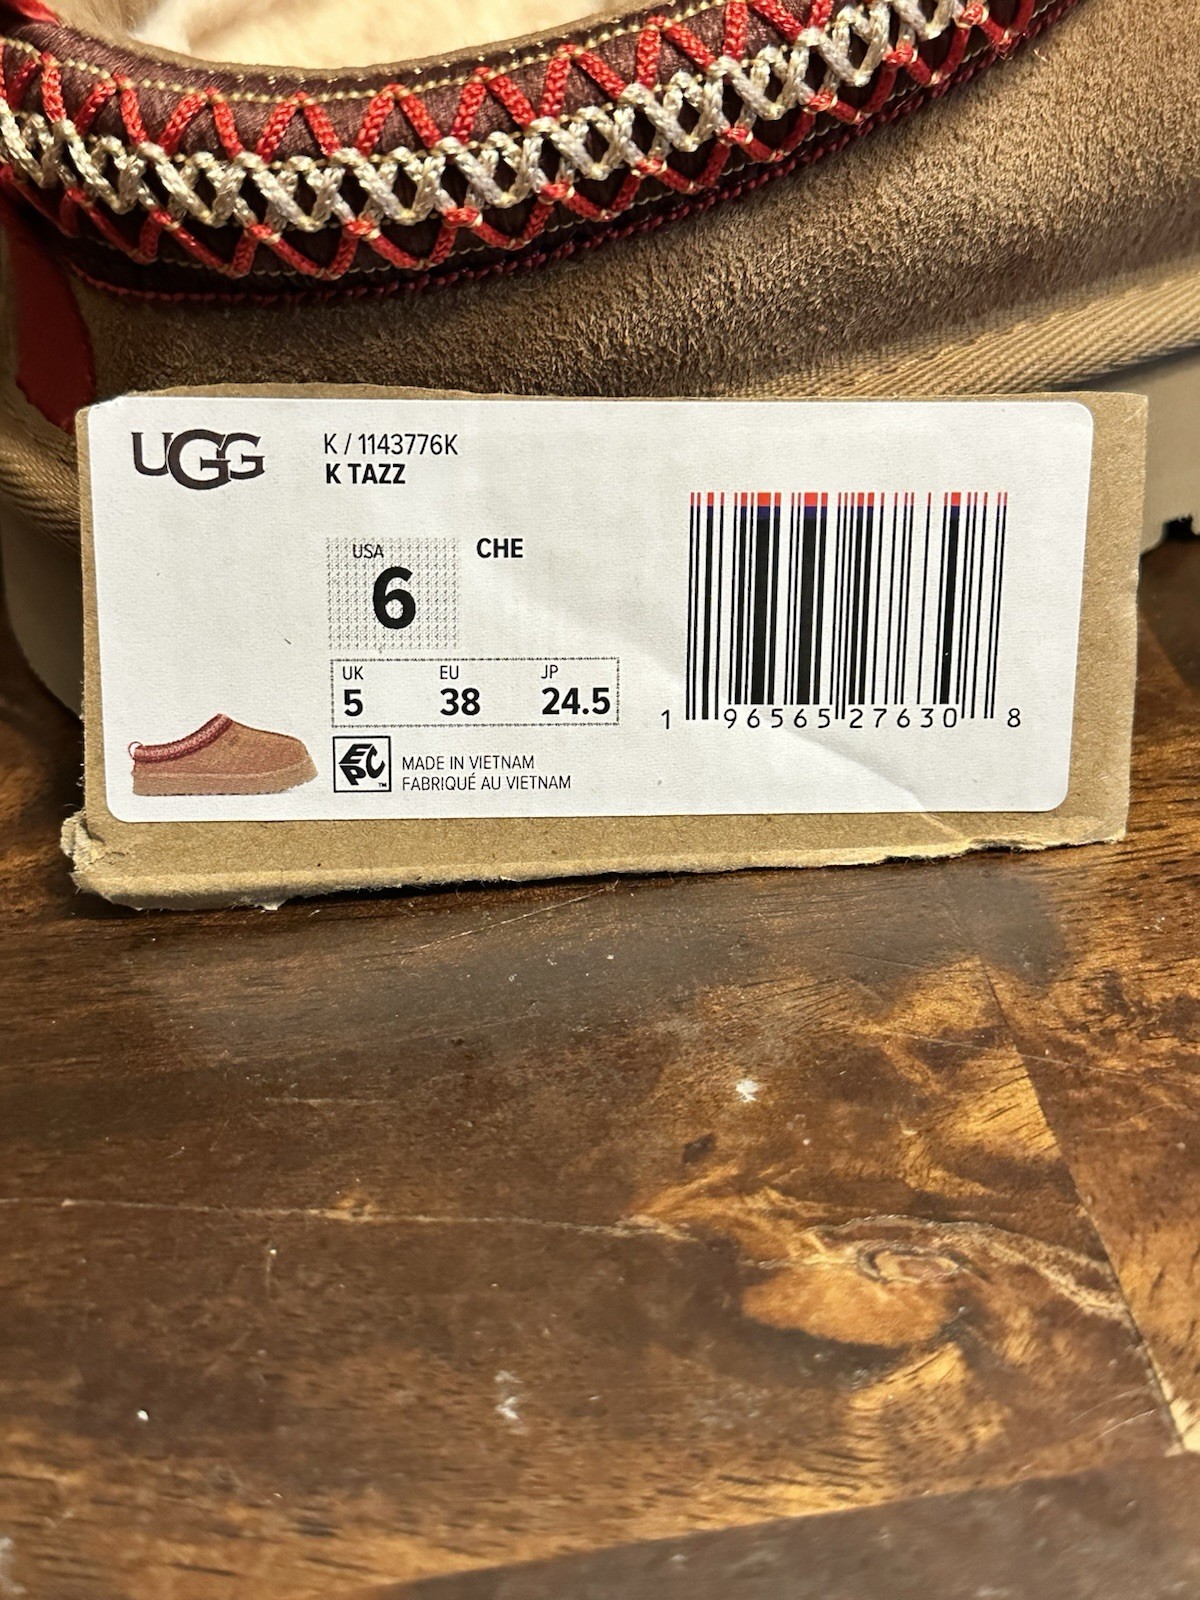 UGG
K / 1143776K
K TAZZ
USA
6
CHE
UK EU JP
5 38 24.5
EPC™
MADE IN VIETNAM
FABRIQUÉ AU VIETNAM
1 96565 27630 8